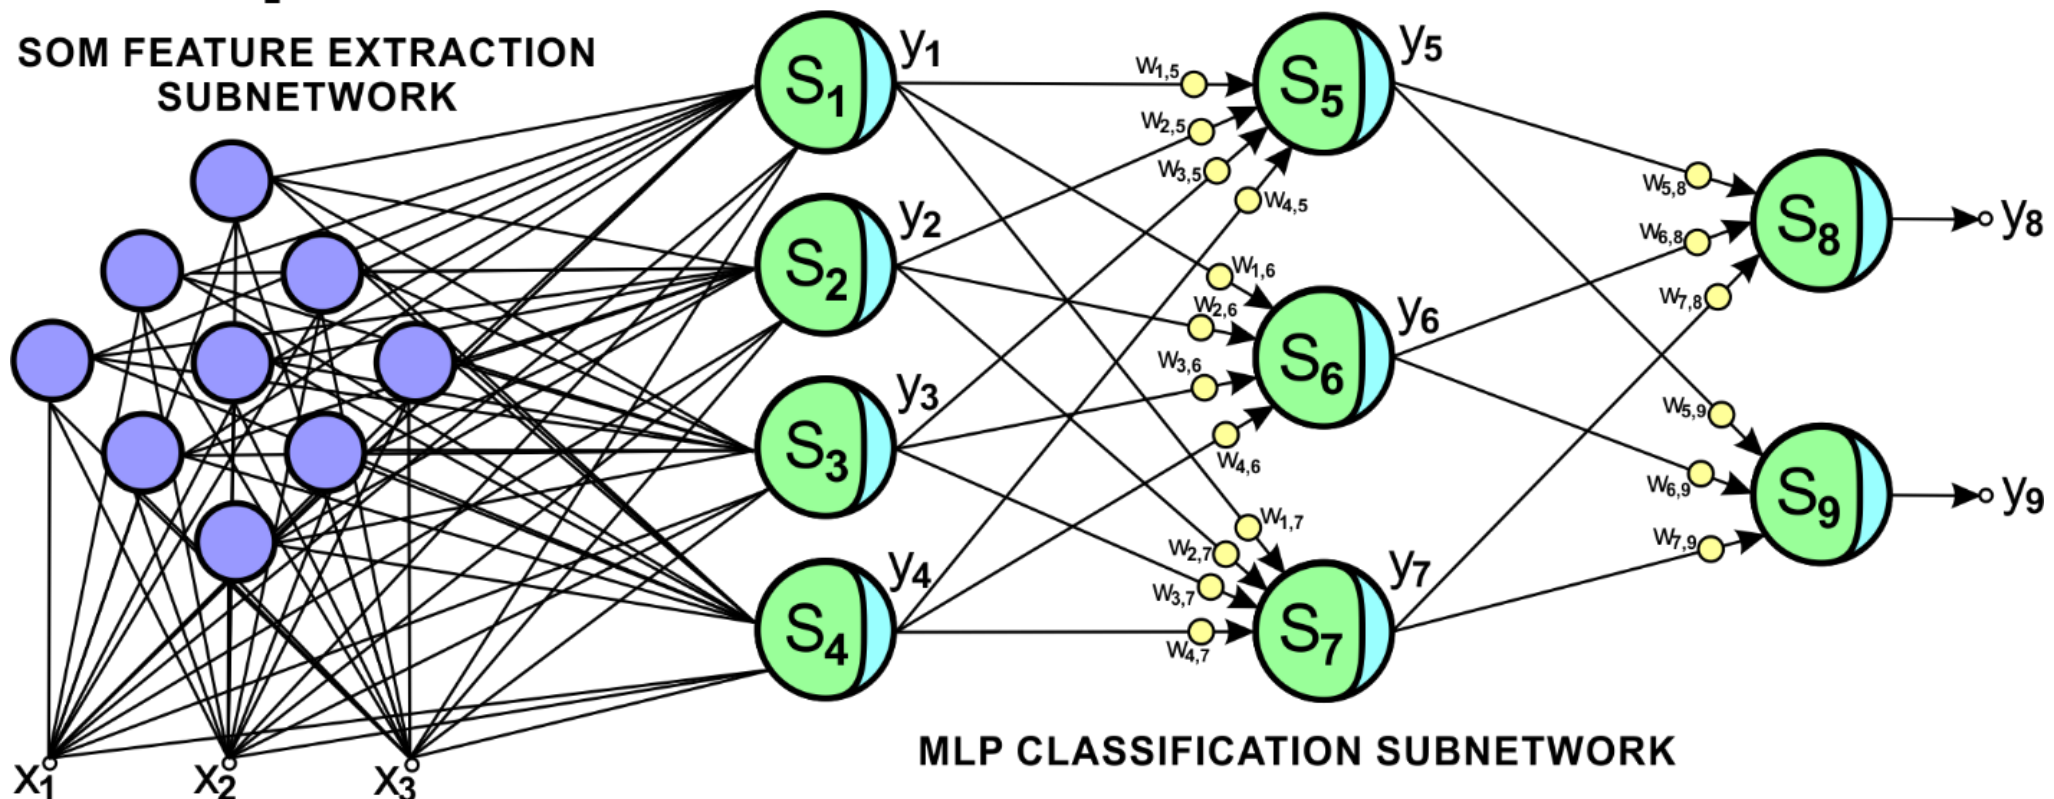 SOM FEATURE EXTRACTION
SUBNETWORK
S1
y1
S2
y2
S3
y3
S4
y4
w1,5
w2,5
w3,5
w4,5
S5
y5
w1,6
w2,6
w3,6
w4,6
S6
y6
w1,7
w2,7
w3,7
w4,7
S7
y7
w5,8
w6,8
w7,8
S8
y8
w5,9
w6,9
w7,9
S9
y9
x1
x2
x3
MLP CLASSIFICATION SUBNETWORK